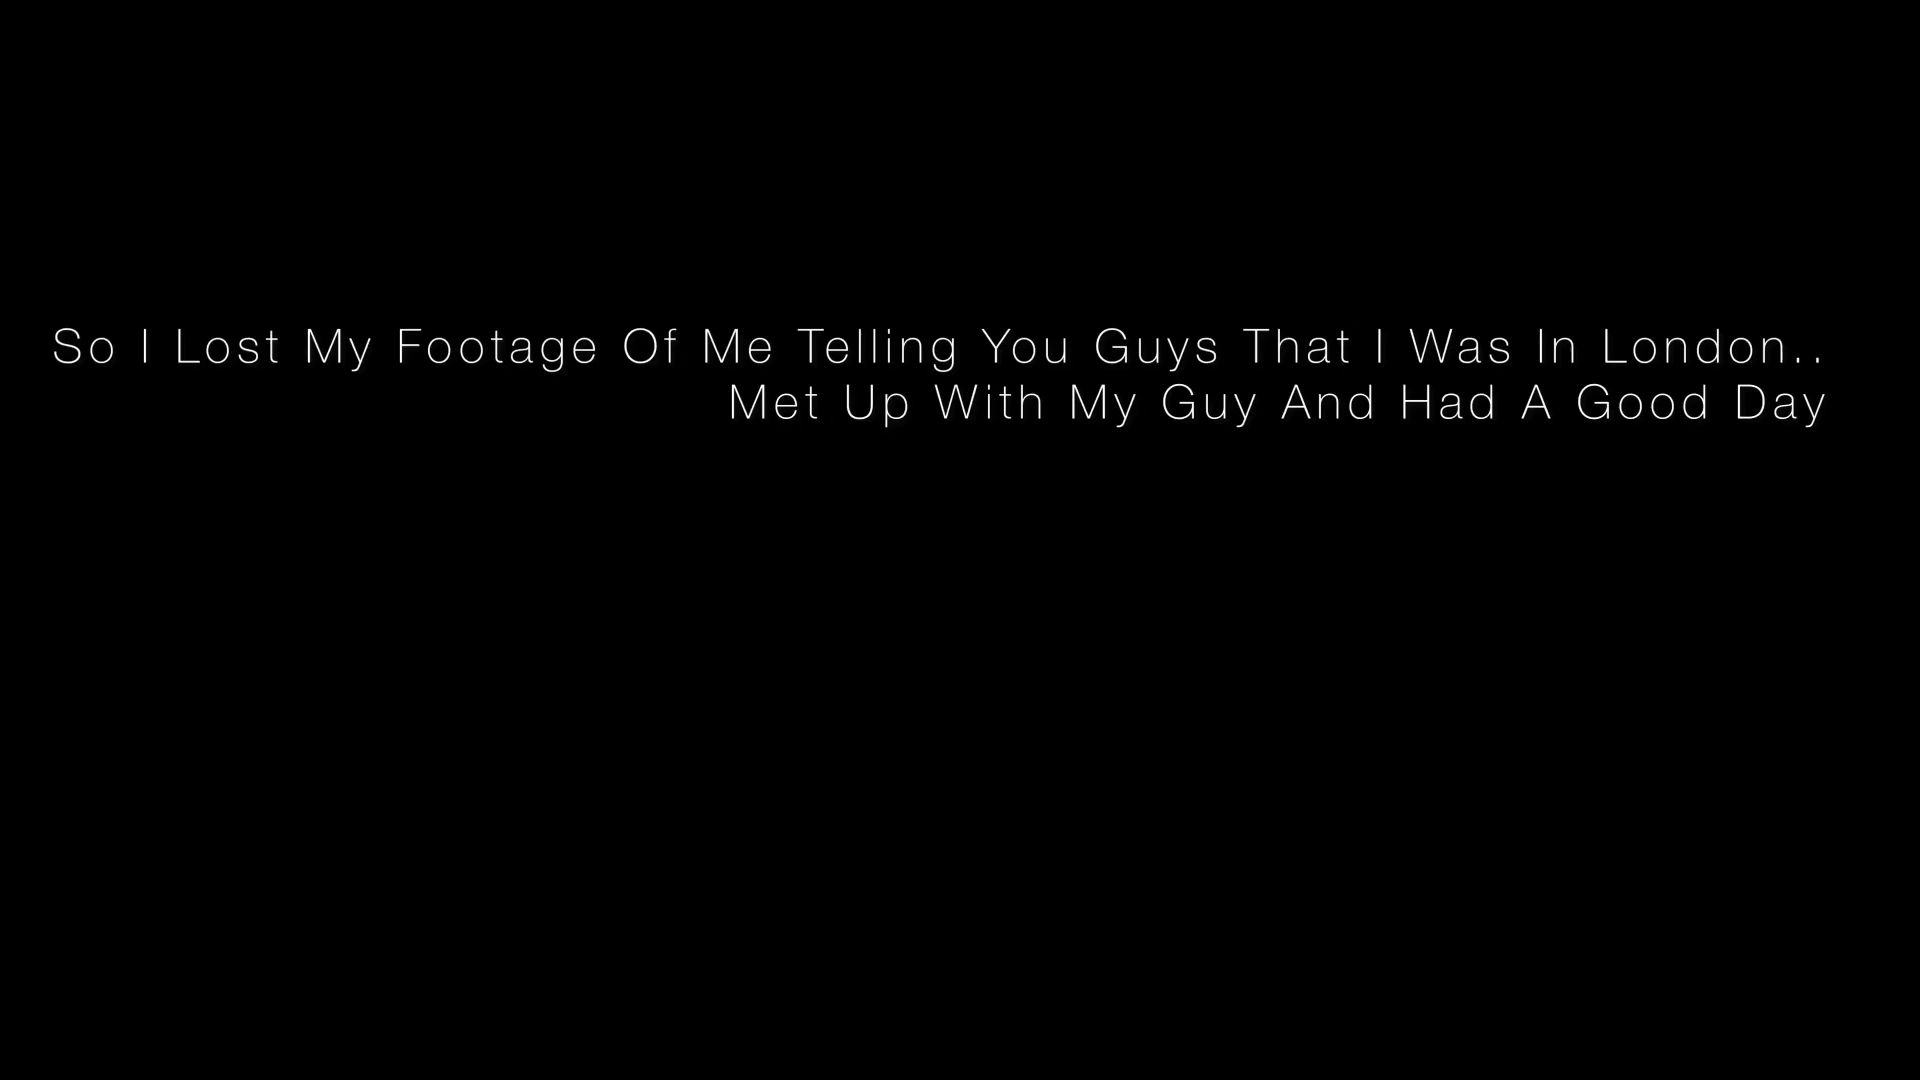 So I Lost My Footage Of Me Telling You Guys That I Was In London..
Met Up With My Guy And Had A Good Day